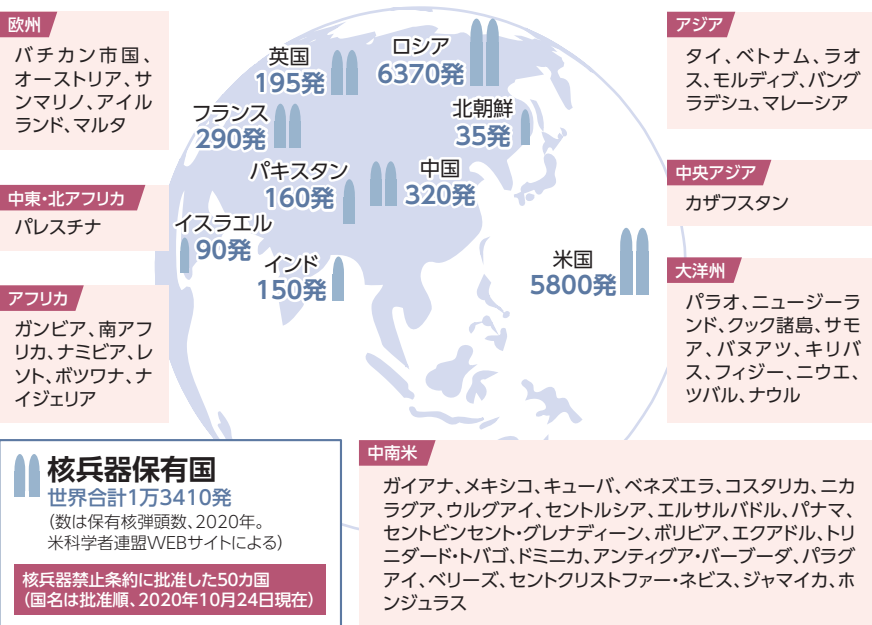 欧州
バチカン市国、
オーストリア、サ
ンマリノ、アイル
ランド、マルタ
中東・北アフリカ
パレスチナ
アフリカ
ガンビア、南アフ
リカ、ナミビア、レ
ソト、ボツワナ、ナ
イジェリア
英国
195発
ロシア
6370発
フランス
290発
北朝鮮
35発
パキスタン
160発
中国
320発
イスラエル
90発
インド
150発
米国
5800発
アジア
タイ、ベトナム、ラオ
ス、モルディブ、バング
ラデシュ、マレーシア
中央アジア
カザフスタン
大洋州
パラオ、ニュージーラ
ンド、クック諸島、サモ
ア、バヌアツ、キリバ
ス、フィジー、ニウエ、
ツバル、ナウル
核兵器保有国
世界合計1万3410発
(数は保有核弾頭数、2020年。
米科学者連盟WEBサイトによる)
核兵器禁止条約に批准した50カ国
(国名は批准順、2020年10月24日現在)
中南米
ガイアナ、メキシコ、キューバ、ベネズエラ、コスタリカ、ニカ
ラグア、ウルグアイ、セントルシア、エルサルバドル、パナマ、
セントビンセント・グレナディーン、ボリビア、エクアドル、トリ
ニダード・トバゴ、ドミニカ、アンティグア・バーブーダ、パラグ
アイ、ベリーズ、セントクリストファー・ネビス、ジャマイカ、ホ
ンジュラス